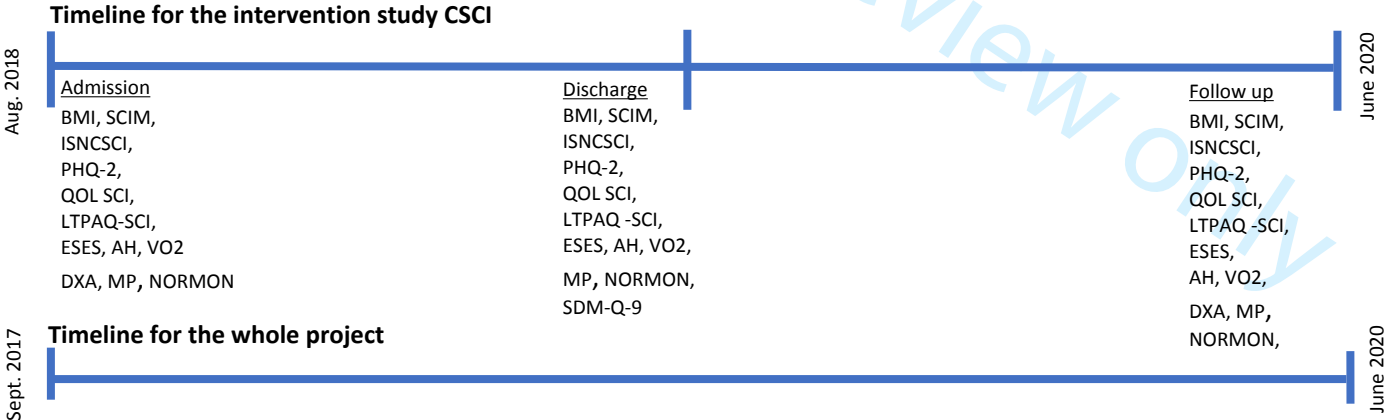 Timeline for the intervention study CSCI
Aug. 2018
June 2020
Admission
BMI, SCIM,
ISNCSCI,
PHQ-2,
QOL SCI,
LTPAQ-SCI,
ESES, AH, VO2
DXA, MP, NORMON
Discharge
BMI, SCIM,
ISNCSCI,
PHQ-2,
QOL SCI,
LTPAQ -SCI,
ESES, AH, VO2,
MP, NORMON,
SDM-Q-9
Follow up
BMI, SCIM,
ISNCSCI,
PHQ-2,
QOL SCI,
LTPAQ -SCI,
ESES,
AH, VO2,
DXA, MP,
NORMON,
Timeline for the whole project
Sept. 2017
June 2020
view only